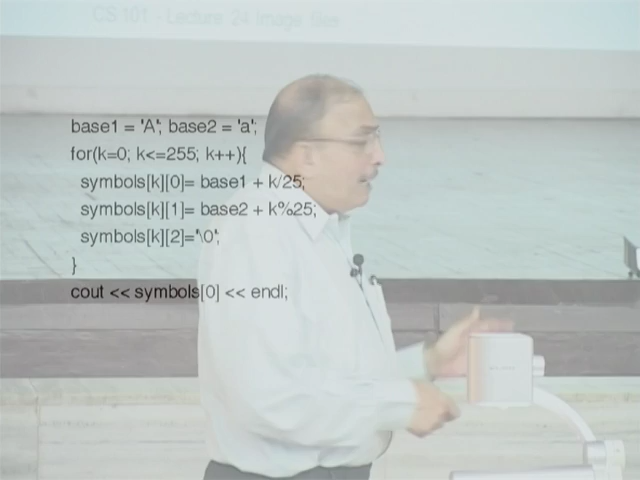 CS 101 - Lecture 24 Image files
base1 = 'A'; base2 = 'a';
for(k=0; k<=255; k++){
symbols[k][0]= base1 + k/25;
symbols[k][1]= base2 + k%25;
symbols[k][2]='\0';
}
cout << symbols[0] << endl;